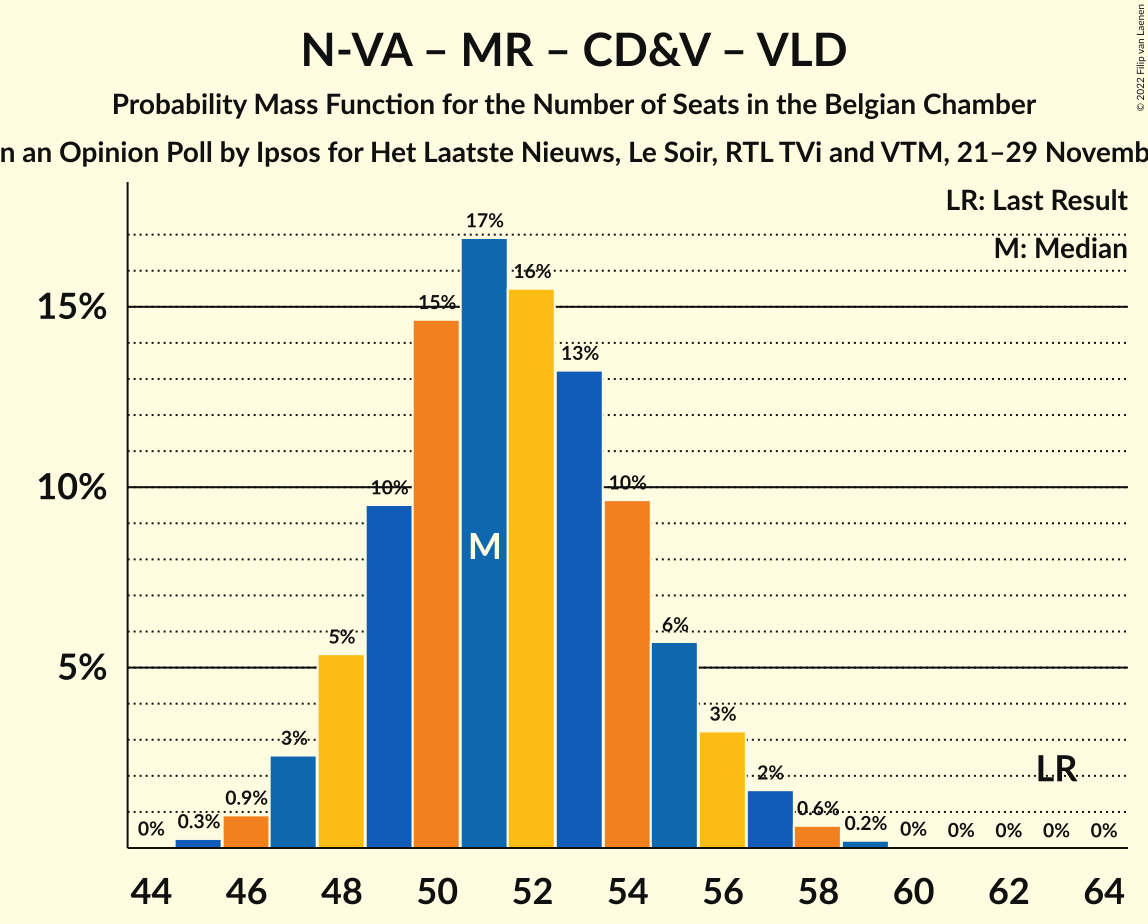 N-VA – MR – CD&V – VLD
Probability Mass Function for the Number of Seats in the Belgian Chamber
an Opinion Poll by Ipsos for Het Laatste Nieuws, Le Soir, RTL TVi and VTM, 21–29
© 2022 Filip van Laenen
LR: Last Result
M: Median
17%
16%
15%
15%
13%
10%
10%
10%
M
6%
5%
5%
3%
3%
2%
LR
0.9%
0.6%
0.3%
0.2%
0%
0%
0%
0%
0%
0%
44 46 48 50 52 54 56 58 60 62 64